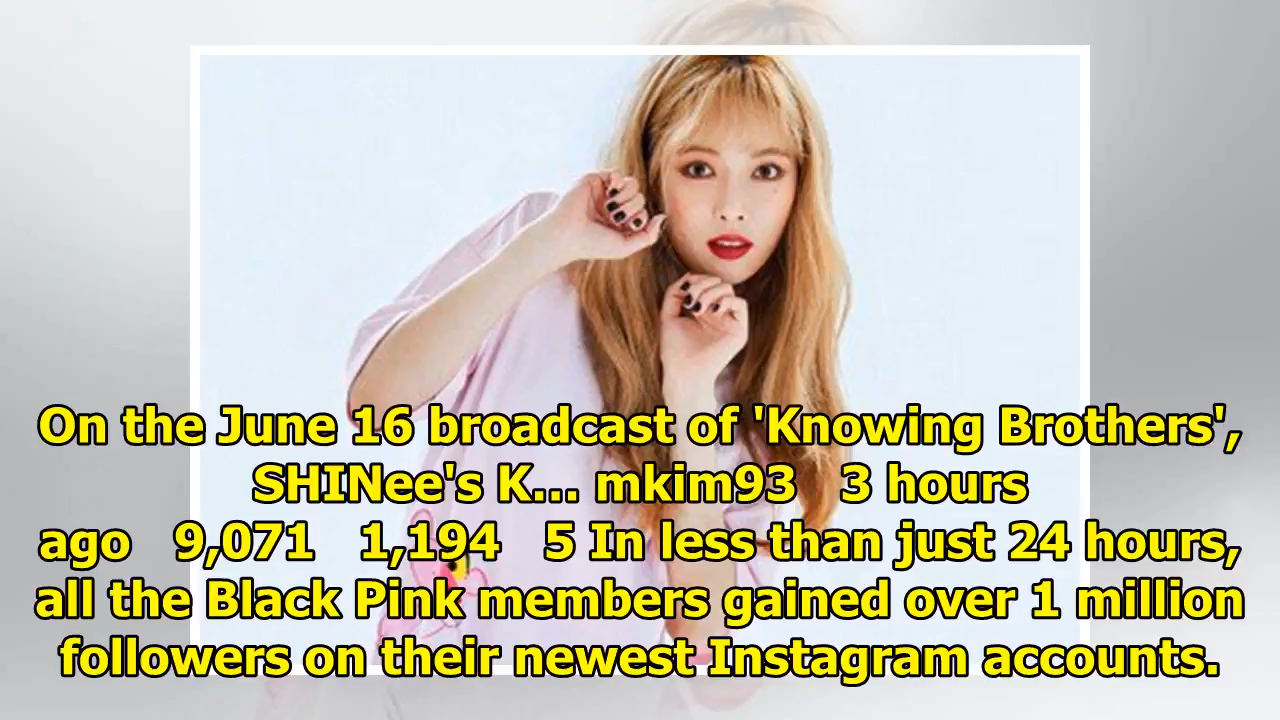 On the June 16 broadcast of 'Knowing Brothers',
SHINee's K... mkim93   3 hours
ago   9,071   1,194   5 In less than just 24 hours,
all the Black Pink members gained over 1 million
followers on their newest Instagram accounts.